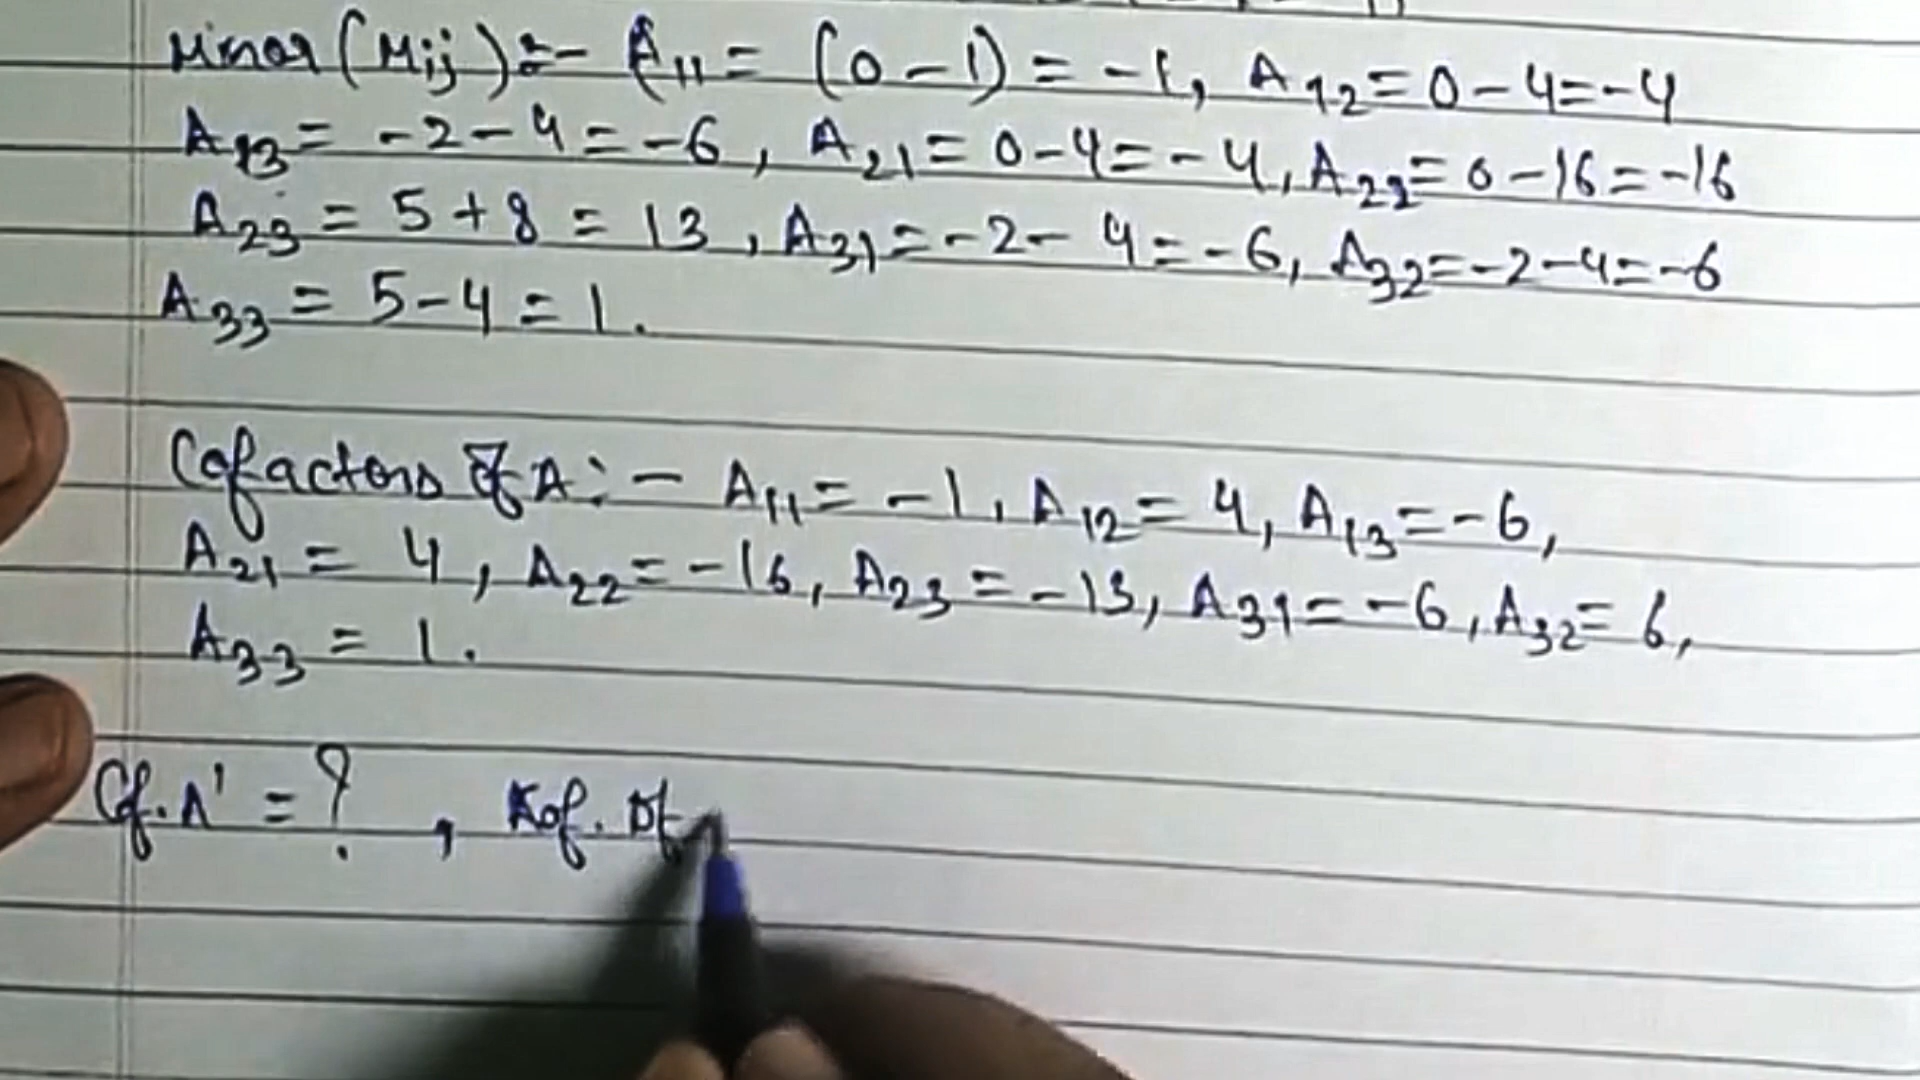 Minor (Mij) :- A11 = (0 - 1) = -1, A12 = 0 - 4 = -4
A13 = -2 - 4 = -6, A21 = 0 - 4 = -4, A22 = 0 - 16 = -16
A23 = 5 + 8 = 13, A31 = -2 - 4 = -6, A32 = -2 - 4 = -6
A33 = 5 - 4 = 1.
Cofactors of A :- A11 = -1, A12 = 4, A13 = -6,
A21 = 4, A22 = -16, A23 = -13, A31 = -6, A32 = 6,
A33 = 1.
Cf. A' = ? , Kof. Of